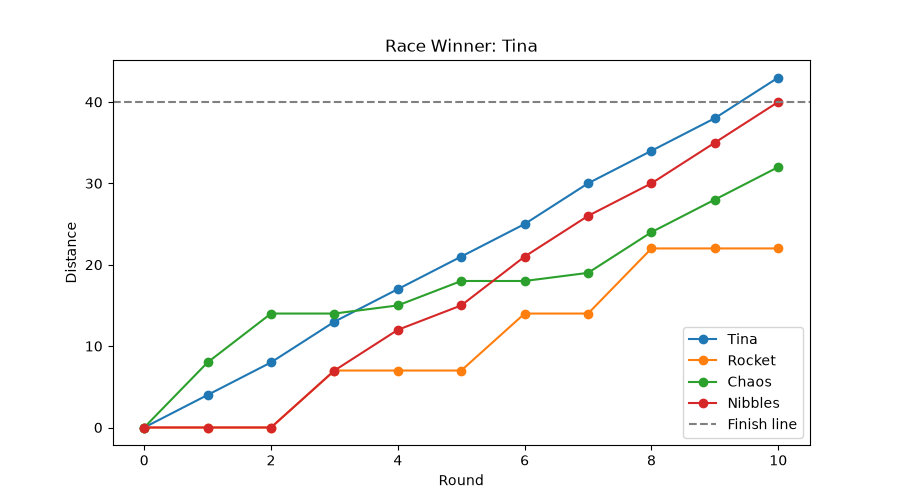 Race Winner: Tina
40
30
20
10
0
Distance
0 2 4 6 8 10
Round
Tina
Rocket
Chaos
Nibbles
Finish line